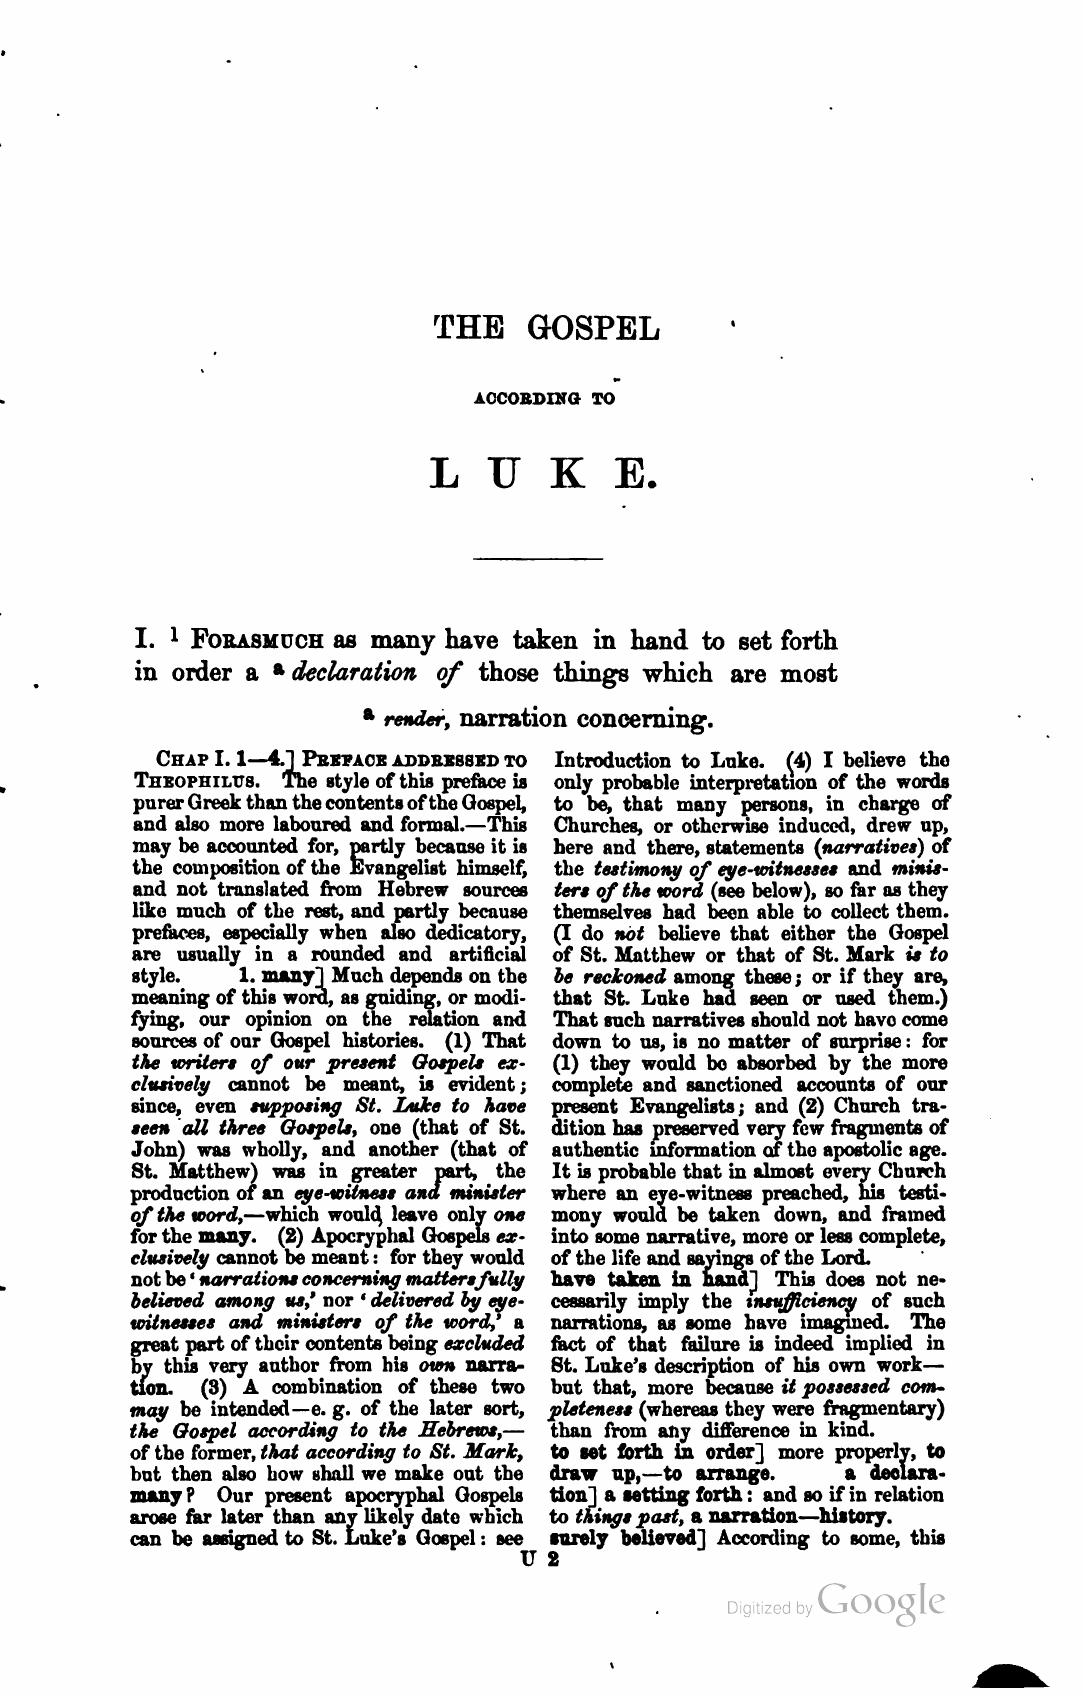 THE GOSPEL
ACCORDING TO
LUKE.
I. 1 FORASMUCH as many have taken in hand to set forth
in order a a declaration of those things which are most
a render, narration concerning.
CHAP I. 1—4.] PREFACE ADDRESSED TO
THEOPHILUS. The style of this preface is
purer Greek than the contents of the Gospel,
and also more laboured and formal.—This
may be accounted for, partly because it is
the composition of the Evangelist himself,
and not translated from Hebrew sources
like much of the rest, and partly because
prefaces, especially when also dedicatory,
are usually in a rounded and artificial
style. 1. many] Much depends on the
meaning of this word, as guiding, or modi-
fying, our opinion on the relation and
sources of our Gospel histories. (1) That
the writers of our present Gospels ex-
clusively cannot be meant, is evident;
since, even supposing St. Luke to have
seen all three Gospels, one (that of St.
John) was wholly, and another (that of
St. Matthew) was in greater part, the
production of an eye-witness and minister
of the word,—which would leave only one
for the many. (2) Apocryphal Gospels ex-
clusively cannot be meant: for they would
not be 'narrations concerning matters fully
believed among us,' nor 'delivered by eye-
witnesses and ministers of the word,' a
great part of their contents being excluded
by this very author from his own narra-
tion. (3) A combination of these two
may be intended—e. g. of the later sort,
the Gospel according to the Hebrews,—
of the former, that according to St. Mark,
but then also how shall we make out the
many? Our present apocryphal Gospels
arose far later than any likely date which
can be assigned to St. Luke's Gospel: see
Introduction to Luke. (4) I believe the
only probable interpretation of the words
to be, that many persons, in charge of
Churches, or otherwise induced, drew up,
here and there, statements (narratives) of
the testimony of eye-witnesses and minis-
ters of the word (see below), so far as they
themselves had been able to collect them.
(I do not believe that either the Gospel
of St. Matthew or that of St. Mark is to
be reckoned among these; or if they are,
that St. Luke had seen or used them.)
That such narratives should not have come
down to us, is no matter of surprise: for
(1) they would be absorbed by the more
complete and sanctioned accounts of our
present Evangelists; and (2) Church tra-
dition has preserved very few fragments of
authentic information of the apostolic age.
It is probable that in almost every Church
where an eye-witness preached, his testi-
mony would be taken down, and framed
into some narrative, more or less complete,
of the life and sayings of the Lord.
have taken in hand] This does not ne-
cessarily imply the insufficiency of such
narrations, as some have imagined. The
fact of that failure is indeed implied in
St. Luke's description of his own work—
but that, more because it possessed com-
pleteness (whereas they were fragmentary)
than from any difference in kind.
to set forth in order] more properly, to
draw up,—to arrange. a declara-
tion] a setting forth: and so if in relation
to things past, a narration—history.
surely believed] According to some, this
U 2
Digitized by Google